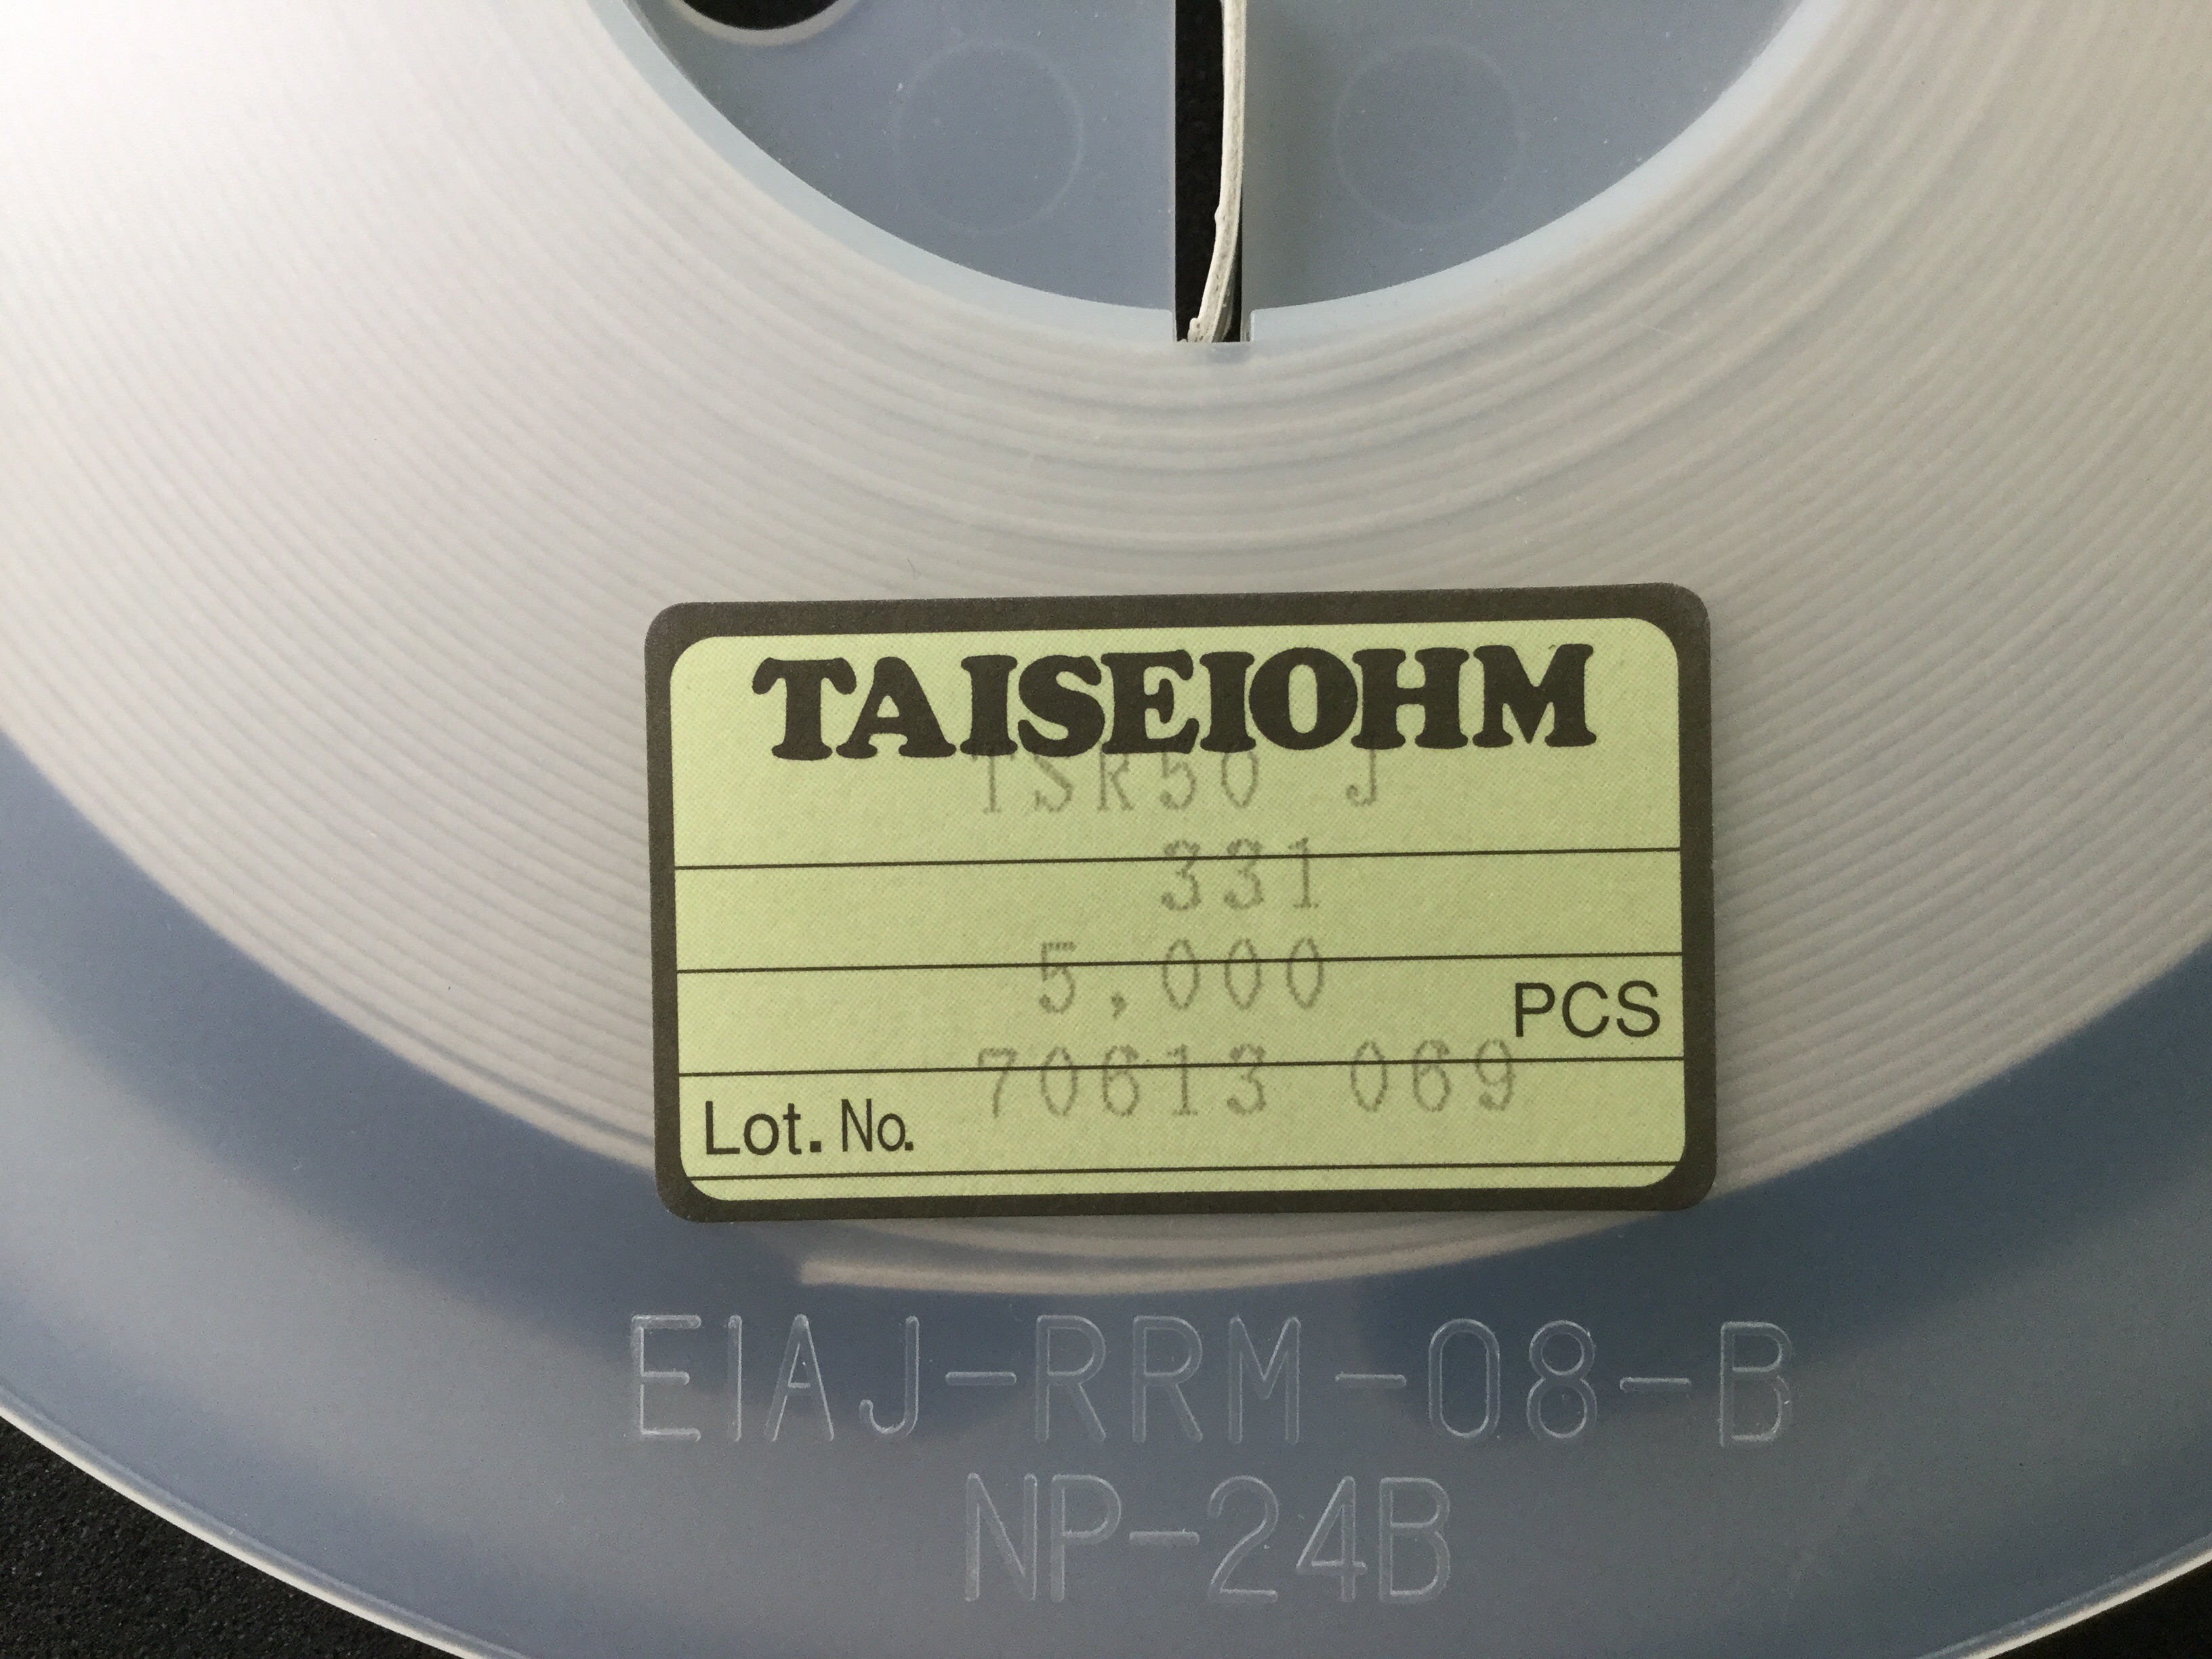 TAISEIOHM
TSR50 J
331
5,000 PCS
Lot. No. 70613 069
EIAJ-RRM-08-B
NP-24B